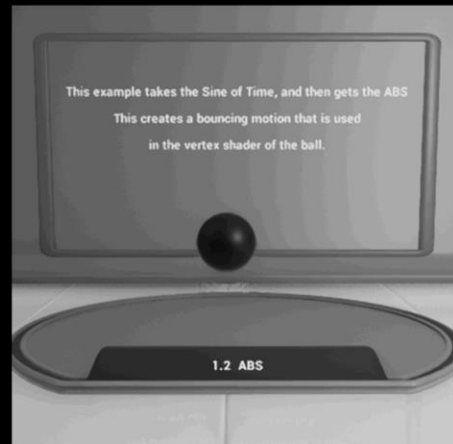 This example takes the Sine of Time, and then gets the ABS
This creates a bouncing motion that is used
in the vertex shader of the ball.
1.2 ABS